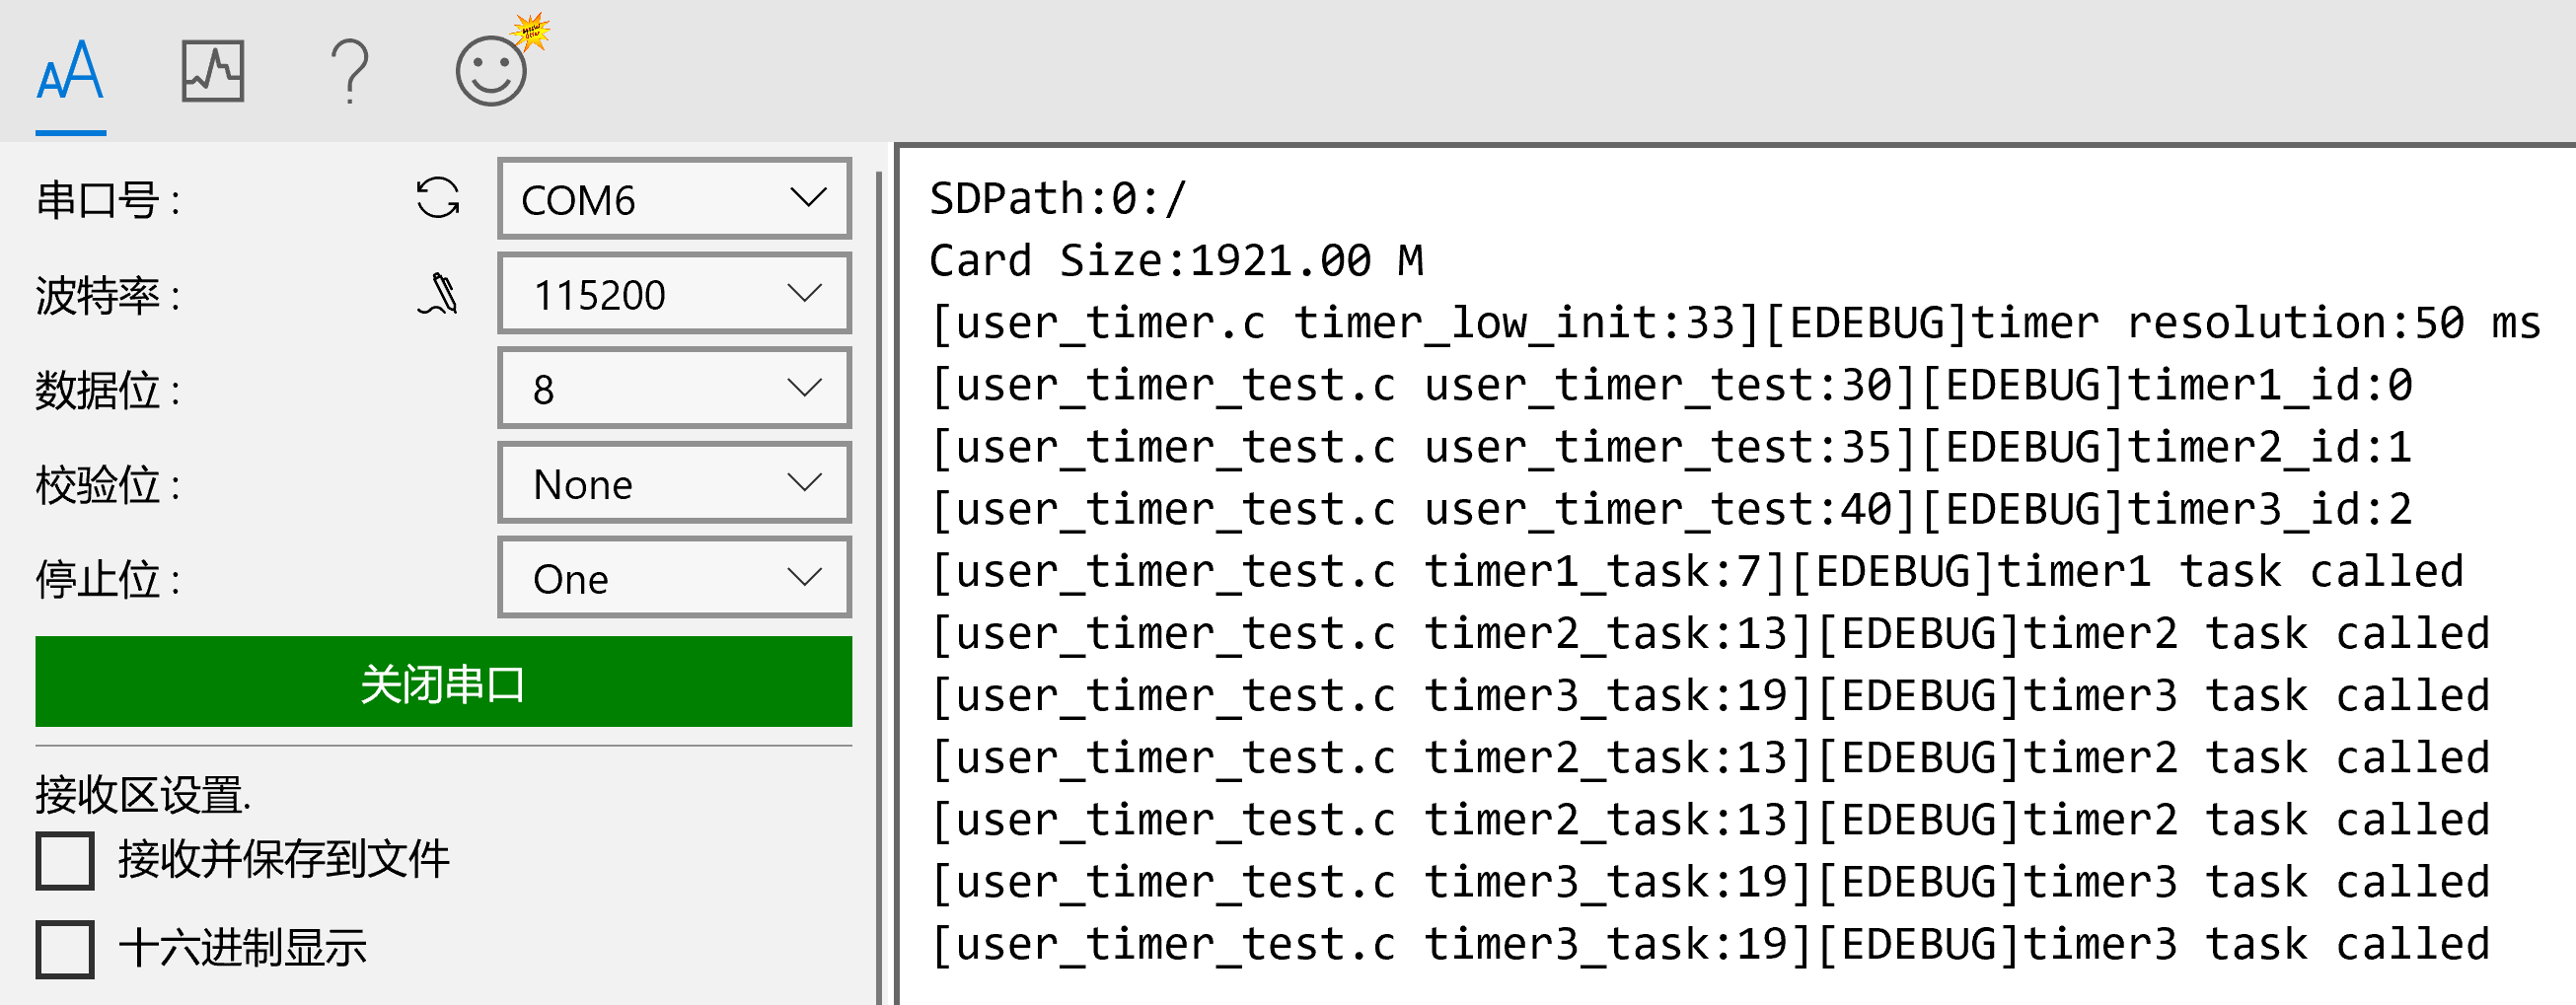 串口号：
COM6
波特率：
115200
数据位：
8
校验位：
None
停止位：
One
关闭串口
接收区设置.
接收并保存到文件
十六进制显示
SDPath:0:/
Card Size:1921.00 M
[user_timer.c timer_low_init:33][EDEBUG]timer resolution:50 ms
[user_timer_test.c user_timer_test:30][EDEBUG]timer1_id:0
[user_timer_test.c user_timer_test:35][EDEBUG]timer2_id:1
[user_timer_test.c user_timer_test:40][EDEBUG]timer3_id:2
[user_timer_test.c timer1_task:7][EDEBUG]timer1 task called
[user_timer_test.c timer2_task:13][EDEBUG]timer2 task called
[user_timer_test.c timer3_task:19][EDEBUG]timer3 task called
[user_timer_test.c timer2_task:13][EDEBUG]timer2 task called
[user_timer_test.c timer2_task:13][EDEBUG]timer2 task called
[user_timer_test.c timer3_task:19][EDEBUG]timer3 task called
[user_timer_test.c timer3_task:19][EDEBUG]timer3 task called